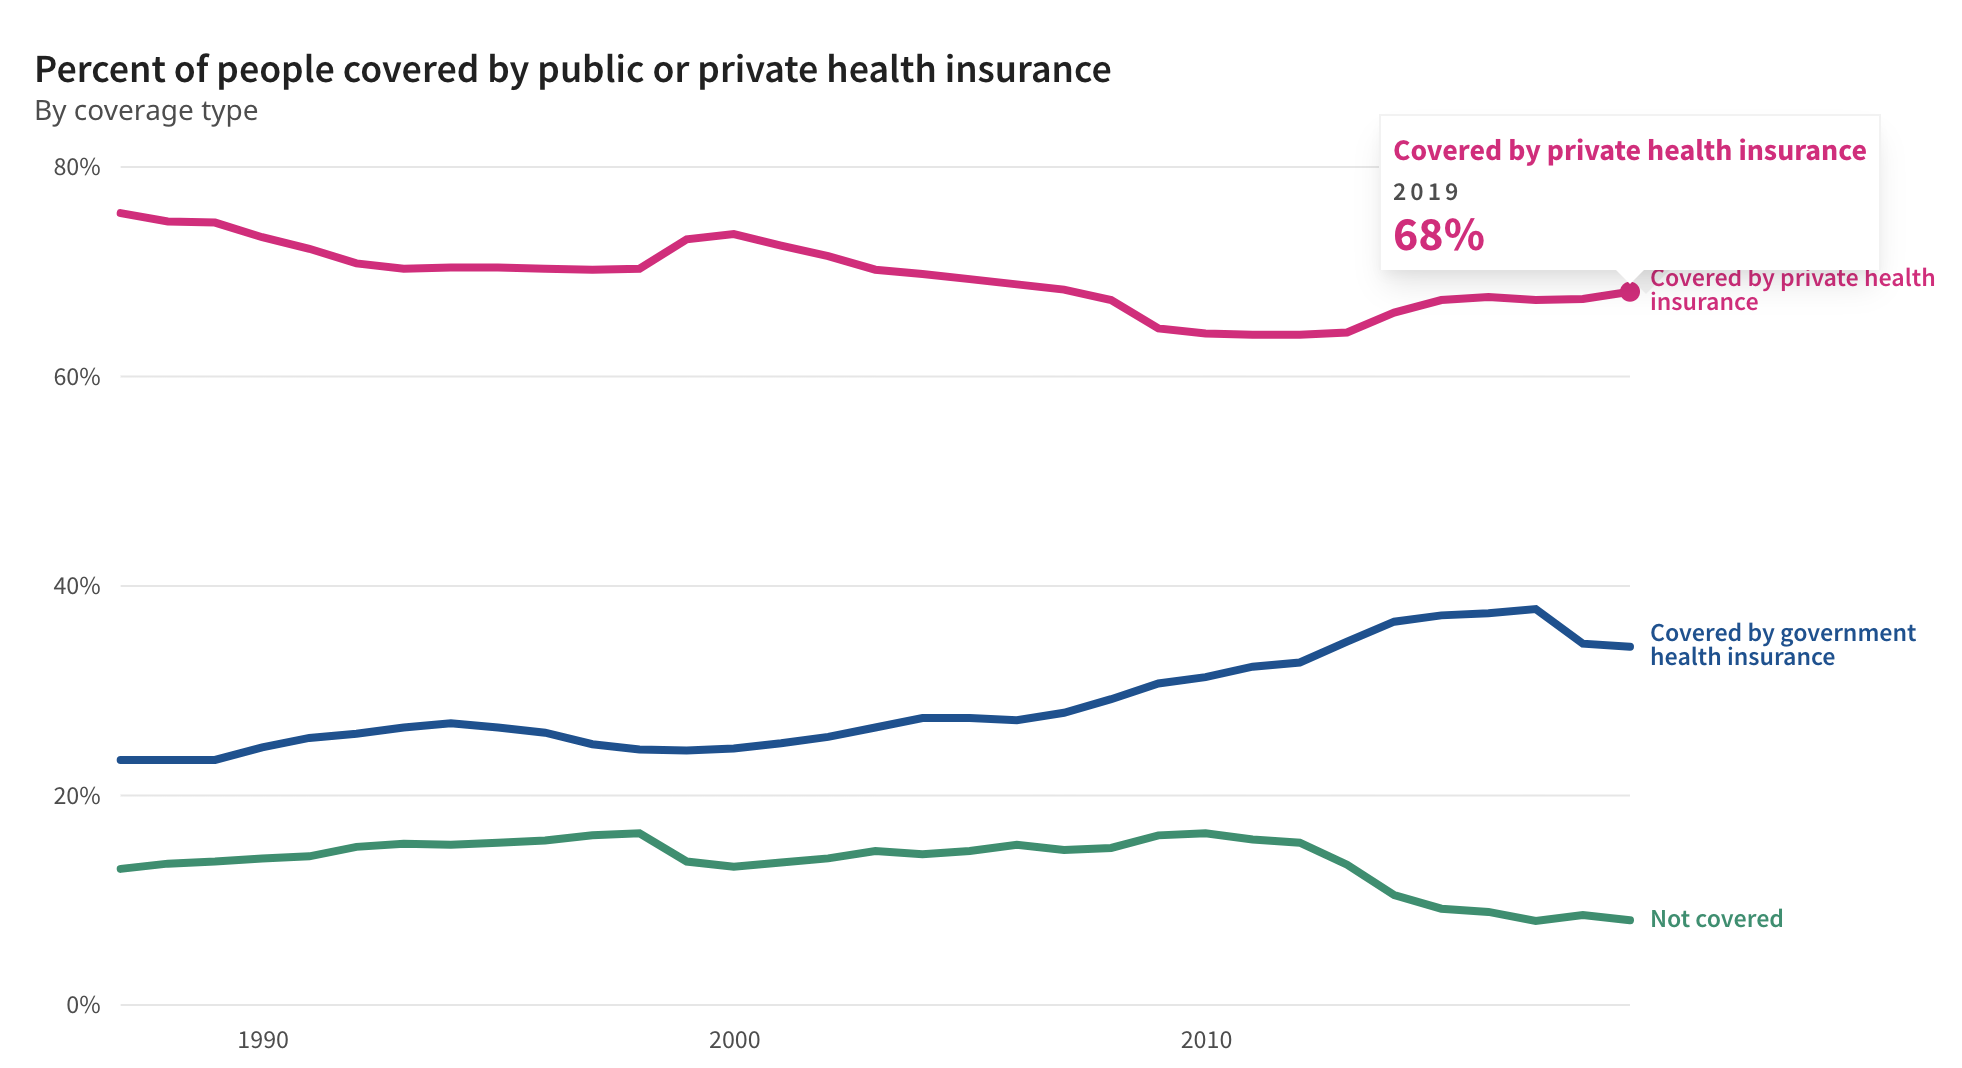 Percent of people covered by public or private health insurance
By coverage type
80%
Covered by private health insurance
2019
68%
Covered by private health
insurance
60%
40%
Covered by government
health insurance
20%
Not covered
0%
1990
2000
2010